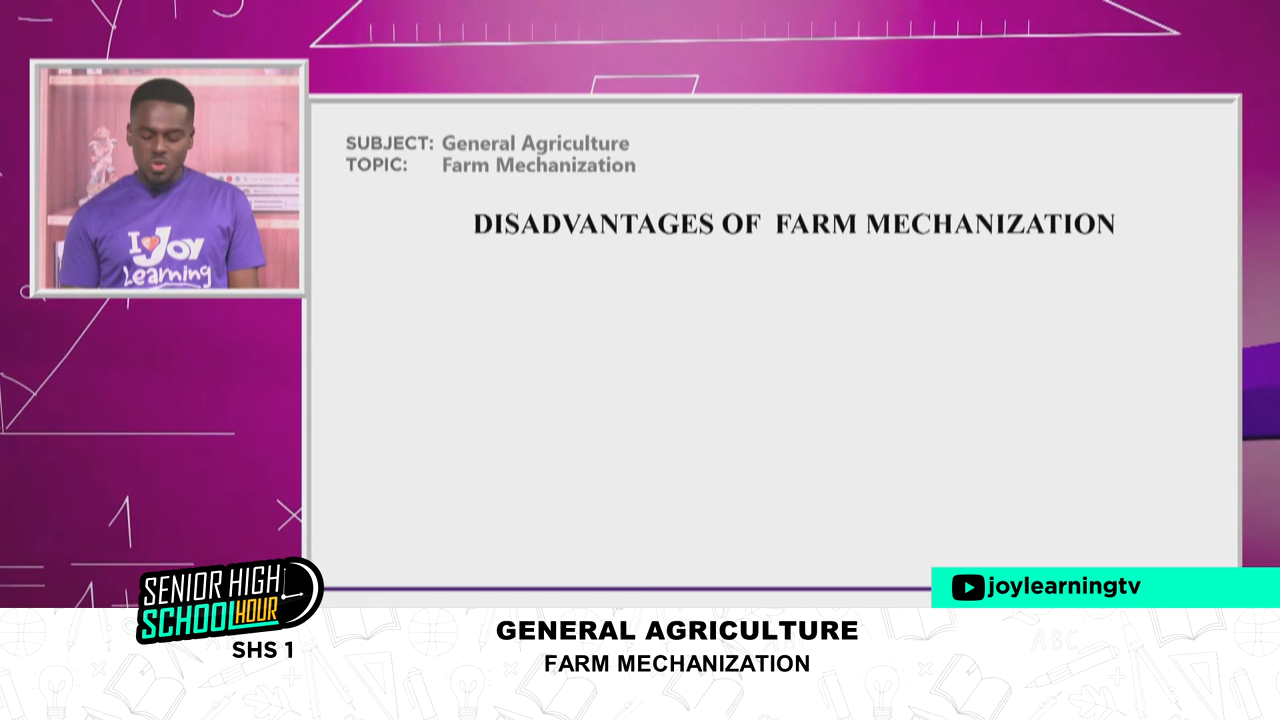 SUBJECT: General Agriculture
TOPIC: Farm Mechanization
DISADVANTAGES OF FARM MECHANIZATION
I JOY
Learning
SENIOR HIGH
SCHOOL HOUR
SHS 1
joylearningtv
GENERAL AGRICULTURE
FARM MECHANIZATION
ABC